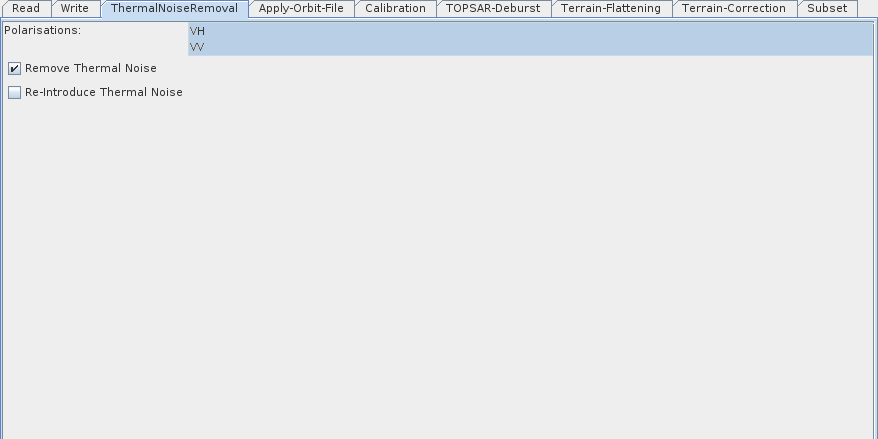 Read Write ThermalNoiseRemoval Apply-Orbit-File Calibration TOPSAR-Deburst Terrain-Flattening Terrain-Correction Subset
Polarisations: VH
VV
Remove Thermal Noise
Re-Introduce Thermal Noise